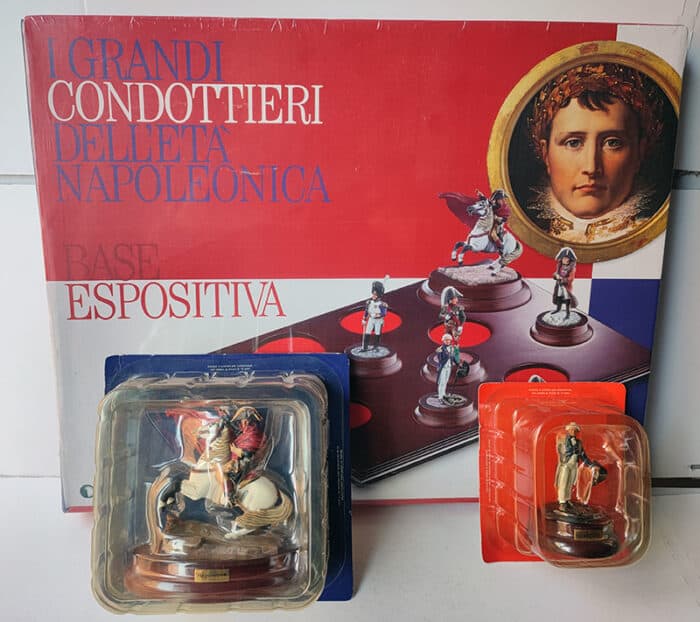 I GRANDI
CONDOTTIERI
DELL'ETÀ
NAPOLEONICA
BASE
ESPOSITIVA